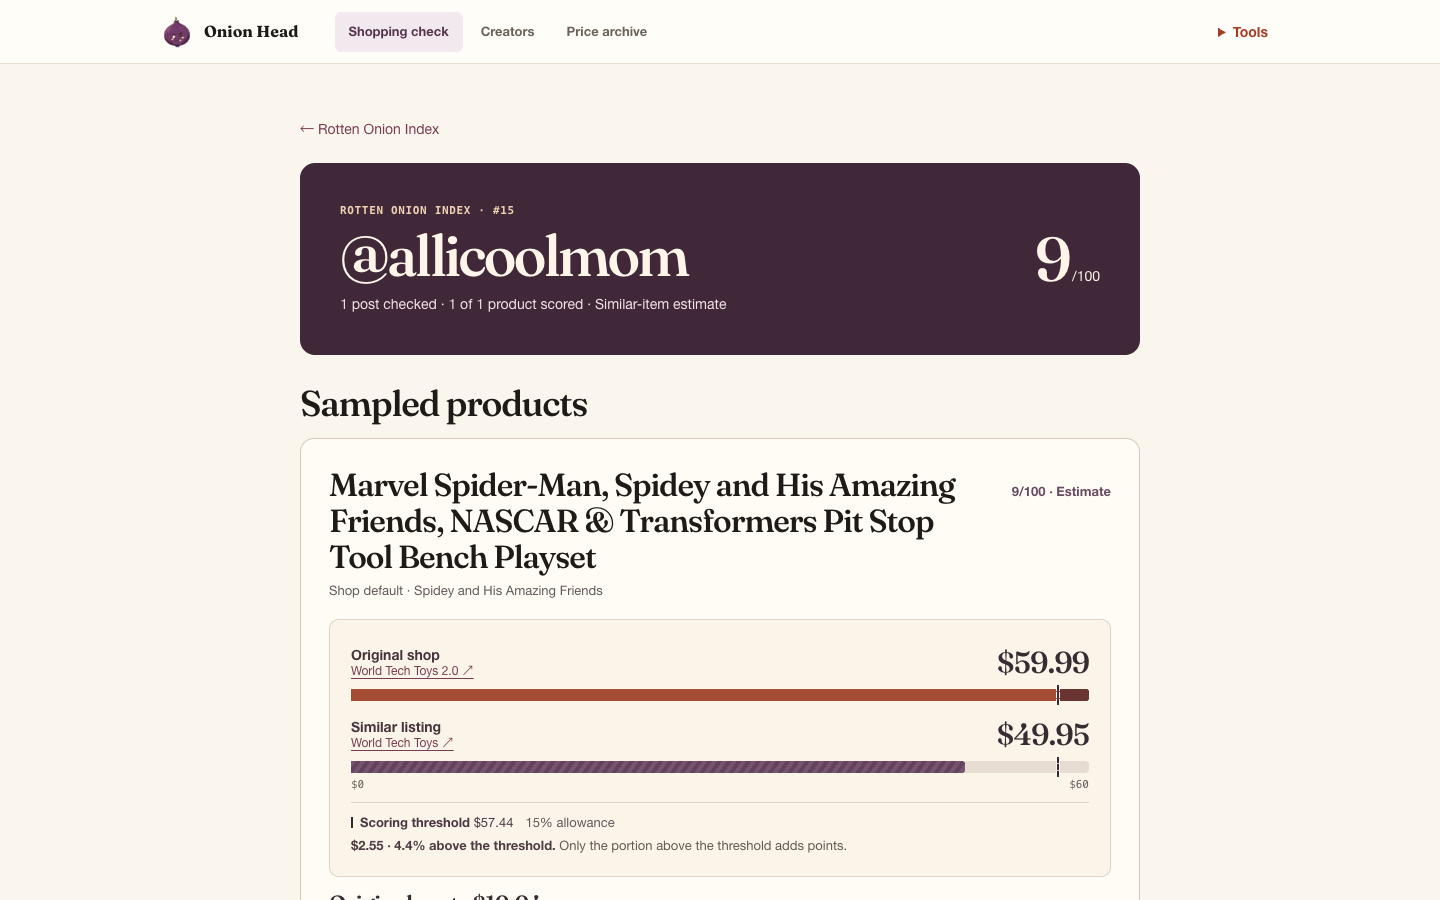 Onion Head
Shopping check
Creators
Price archive
▶ Tools
← Rotten Onion Index
ROTTEN ONION INDEX · #15
@allicoolmom
9/100
1 post checked · 1 of 1 product scored · Similar-item estimate
Sampled products
Marvel Spider-Man, Spidey and His Amazing
Friends, NASCAR & Transformers Pit Stop
Tool Bench Playset
9/100 · Estimate
Shop default · Spidey and His Amazing Friends
Original shop
World Tech Toys 2.0 ↗
$59.99
Similar listing
World Tech Toys ↗
$49.95
$0
$60
Scoring threshold $57.44 15% allowance
$2.55 · 4.4% above the threshold. Only the portion above the threshold adds points.